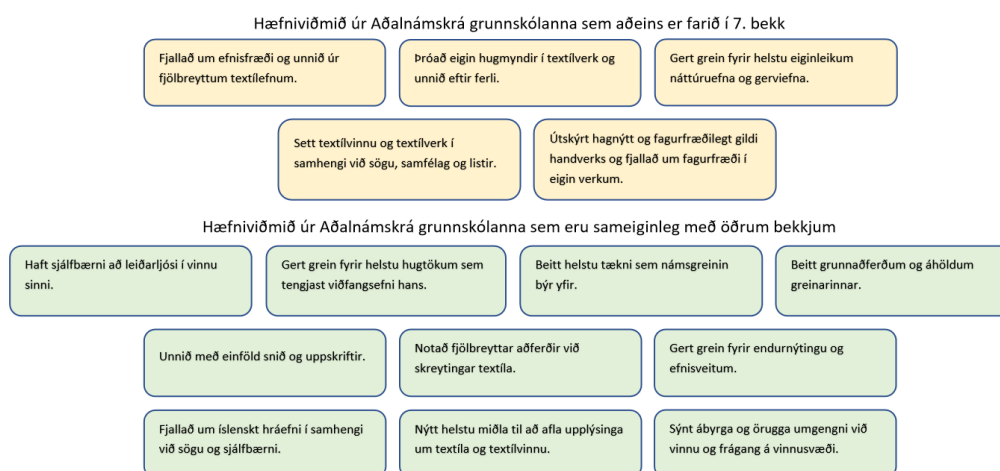 Hæfniviðmið úr Aðalnámskrá grunnskólanna sem aðeins er farið í 7. bekk
Fjallað um efnisfræði og unnið úr
fjölbreyttum textílefnum.
Þróað eigin hugmyndir í textílverk og
unnið eftir ferli.
Gert grein fyrir helstu eiginleikum
náttúruefna og gerviefna.
Sett textílvinnu og textílverk í
samhengi við sögu, samfélag og listir.
Útskýrt hagnýtt og fagurfræðilegt gildi
handverks og fjallað um fagurfræði í
eigin verkum.
Hæfniviðmið úr Aðalnámskrá grunnskólanna sem eru sameiginleg með öðrum bekkjum
Haft sjálfbærni að leiðarljósi í vinnu
sinni.
Gert grein fyrir helstu hugtökum sem
tengjast viðfangsefni hans.
Beitt helstu tækni sem námsgreinin
býr yfir.
Beitt grunnaðferðum og áhöldum
greinarinnar.
Unnið með einföld snið og uppskriftir.
Notað fjölbreyttar aðferðir við
skreytingar textíla.
Gert grein fyrir endurnýtingu og
efnisveitum.
Fjallað um íslenskt hráefni í samhengi
við sögu og sjálfbærni.
Nýtt helstu miðla til að afla upplýsinga
um textíla og textílvinnu.
Sýnt ábyrga og örugga umgengni við
vinnu og frágang á vinnusvæði.